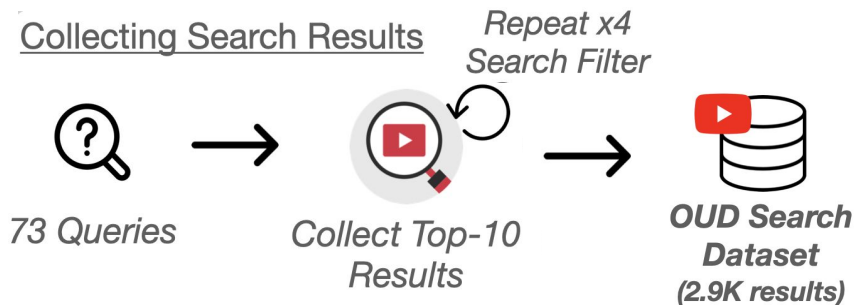 Collecting Search Results
Repeat x4
Search Filter
?
73 Queries
Collect Top-10
Results
OUD Search
Dataset
(2.9K results)